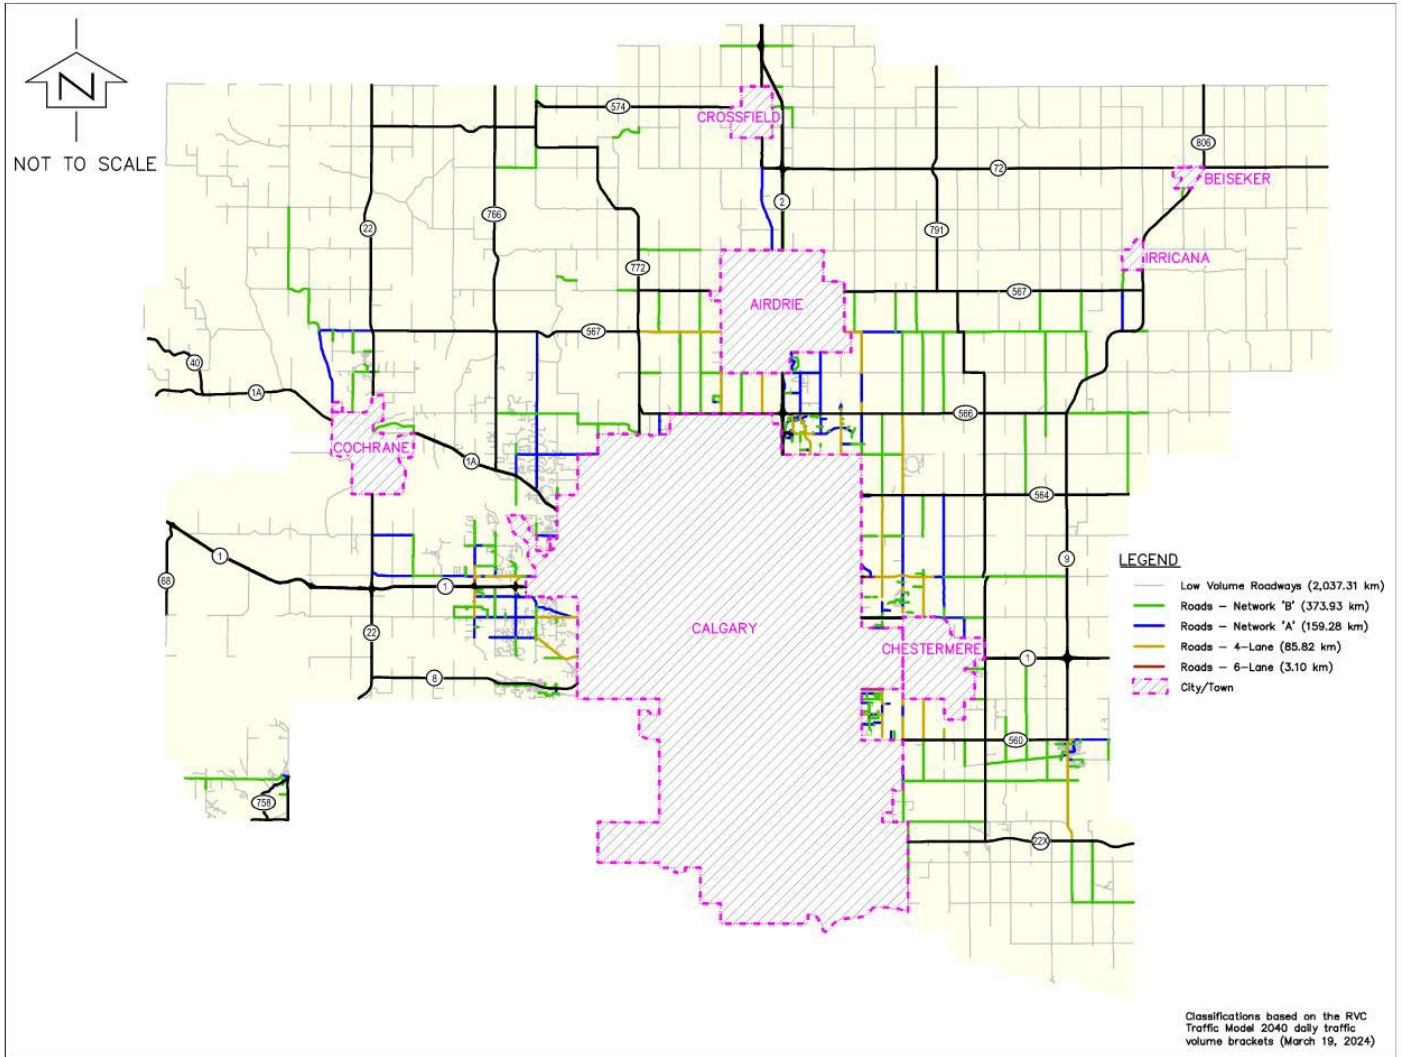 N
NOT TO SCALE
574
CROSSFIELD
806
72
BEISEKER
2
766
22
791
772
IRRICANA
567
AIRDRIE
567
40
1A
566
COCHRANE
1A
564
1
9
68
1
LEGEND
Low Volume Roadways (2,037.31 km)
Roads – Network 'B' (373.93 km)
Roads – Network 'A' (159.28 km)
Roads – 4-Lane (85.82 km)
Roads – 6-Lane (3.10 km)
City/Town
22
CALGARY
CHESTERMERE
1
8
560
758
22X
Classifications based on the RVC
Traffic Model 2040 daily traffic
volume brackets (March 19, 2024)